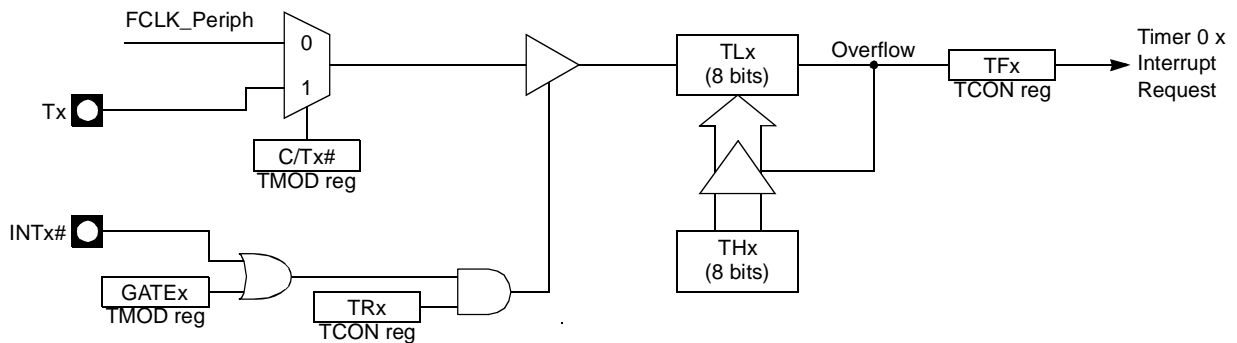 FCLK_Periph
0
1
Tx
C/Tx#
TMOD reg
TLx
(8 bits)
Overflow
TFx
TCON reg
Timer 0 x
Interrupt
Request
INTx#
GATEx
TMOD reg
TRx
TCON reg
THx
(8 bits)